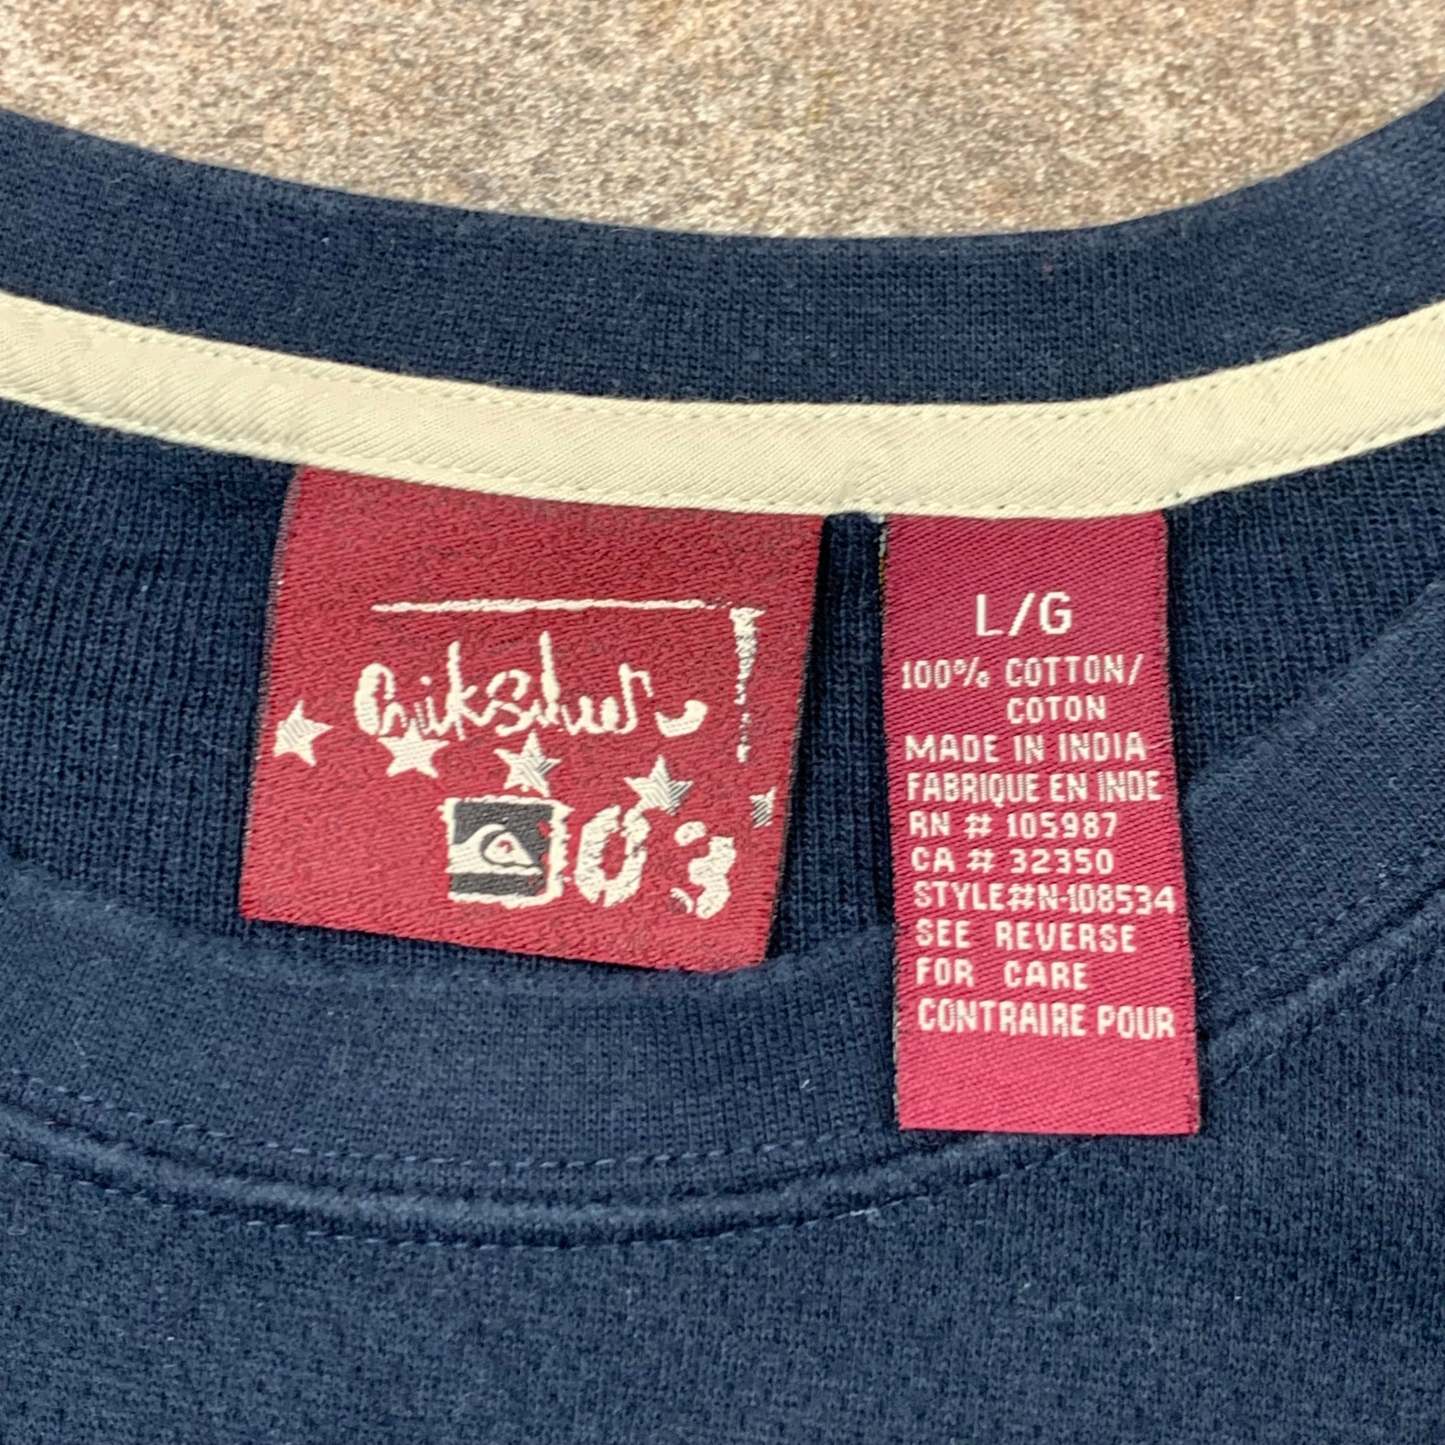 Quiksilver
03
L/G
100% COTTON/
COTON
MADE IN INDIA
FABRIQUE EN INDE
RN # 105987
CA # 32350
STYLE#N-108534
SEE REVERSE
FOR CARE
CONTRAIRE POUR